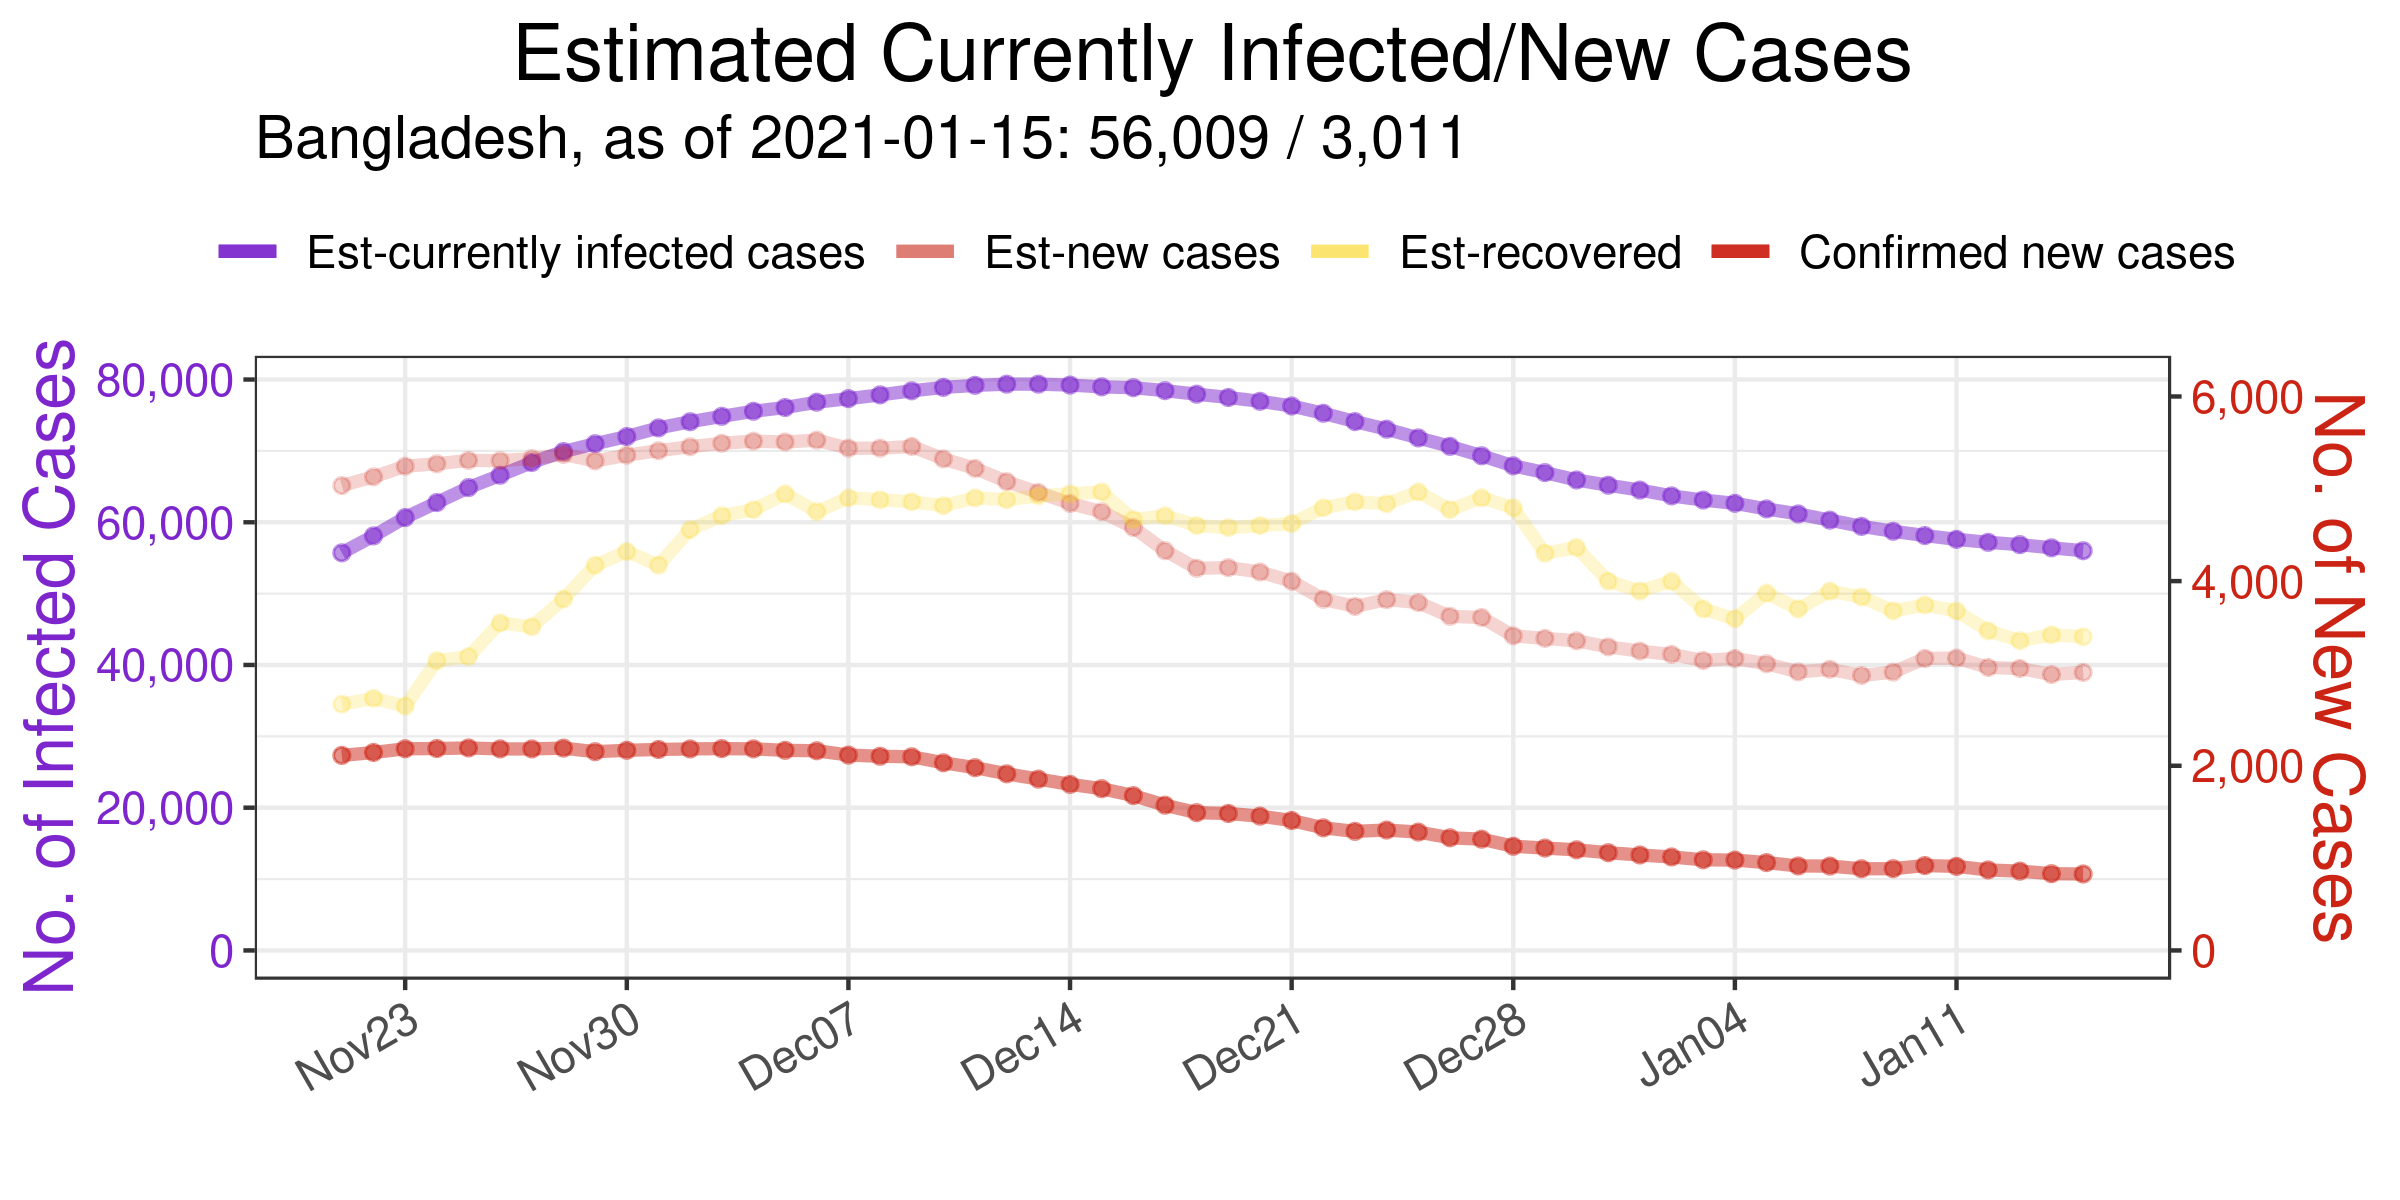 Estimated Currently Infected/New Cases
Bangladesh, as of 2021-01-15: 56,009 / 3,011
Est-currently infected cases Est-new cases Est-recovered Confirmed new cases
No. of Infected Cases
80,000
60,000
40,000
20,000
0
6,000
4,000
2,000
0
No. of New Cases
Nov23 Nov30 Dec07 Dec14 Dec21 Dec28 Jan04 Jan11